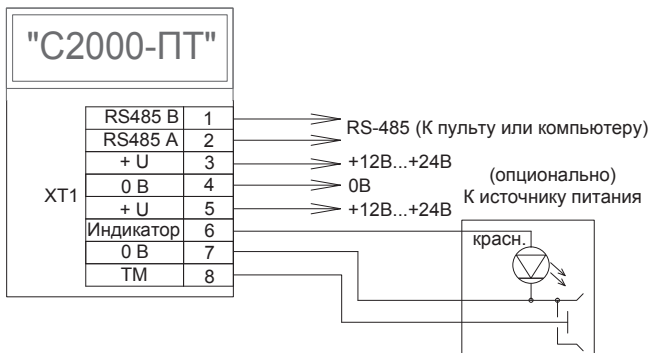 "С2000-ПТ"
XT1
RS485 B 1
RS485 A 2
+ U 3
0 В 4
+ U 5
Индикатор 6
0 В 7
ТМ 8
RS-485 (К пульту или компьютеру)
+12В...+24В
0В
+12В...+24В
(опционально)
К источнику питания
красн.